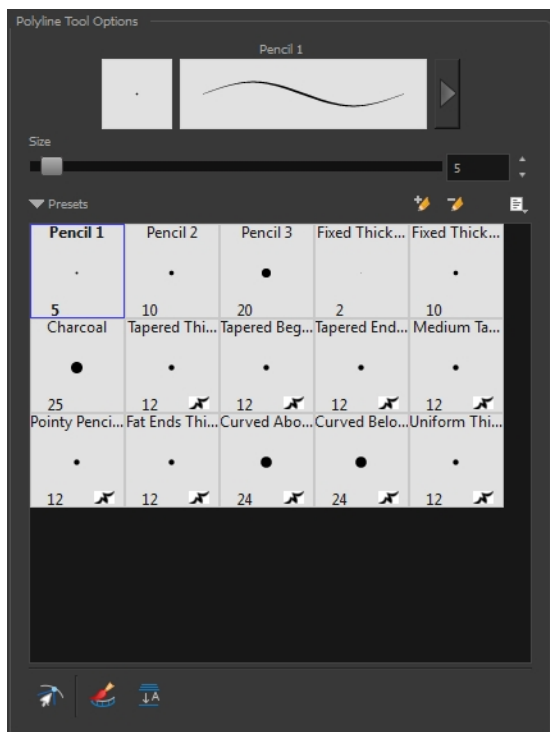 Polyline Tool Options
Pencil 1
Size
5
Presets
Pencil 1 Pencil 2 Pencil 3 Fixed Thick... Fixed Thick...
5 10 20 2 10
Charcoal Tapered Thi... Tapered Beg... Tapered End... Medium Ta...
25 12 12 12 12
Pointy Penci... Fat Ends Thi... Curved Abo... Curved Belo... Uniform Thi...
12 12 24 24 12
A